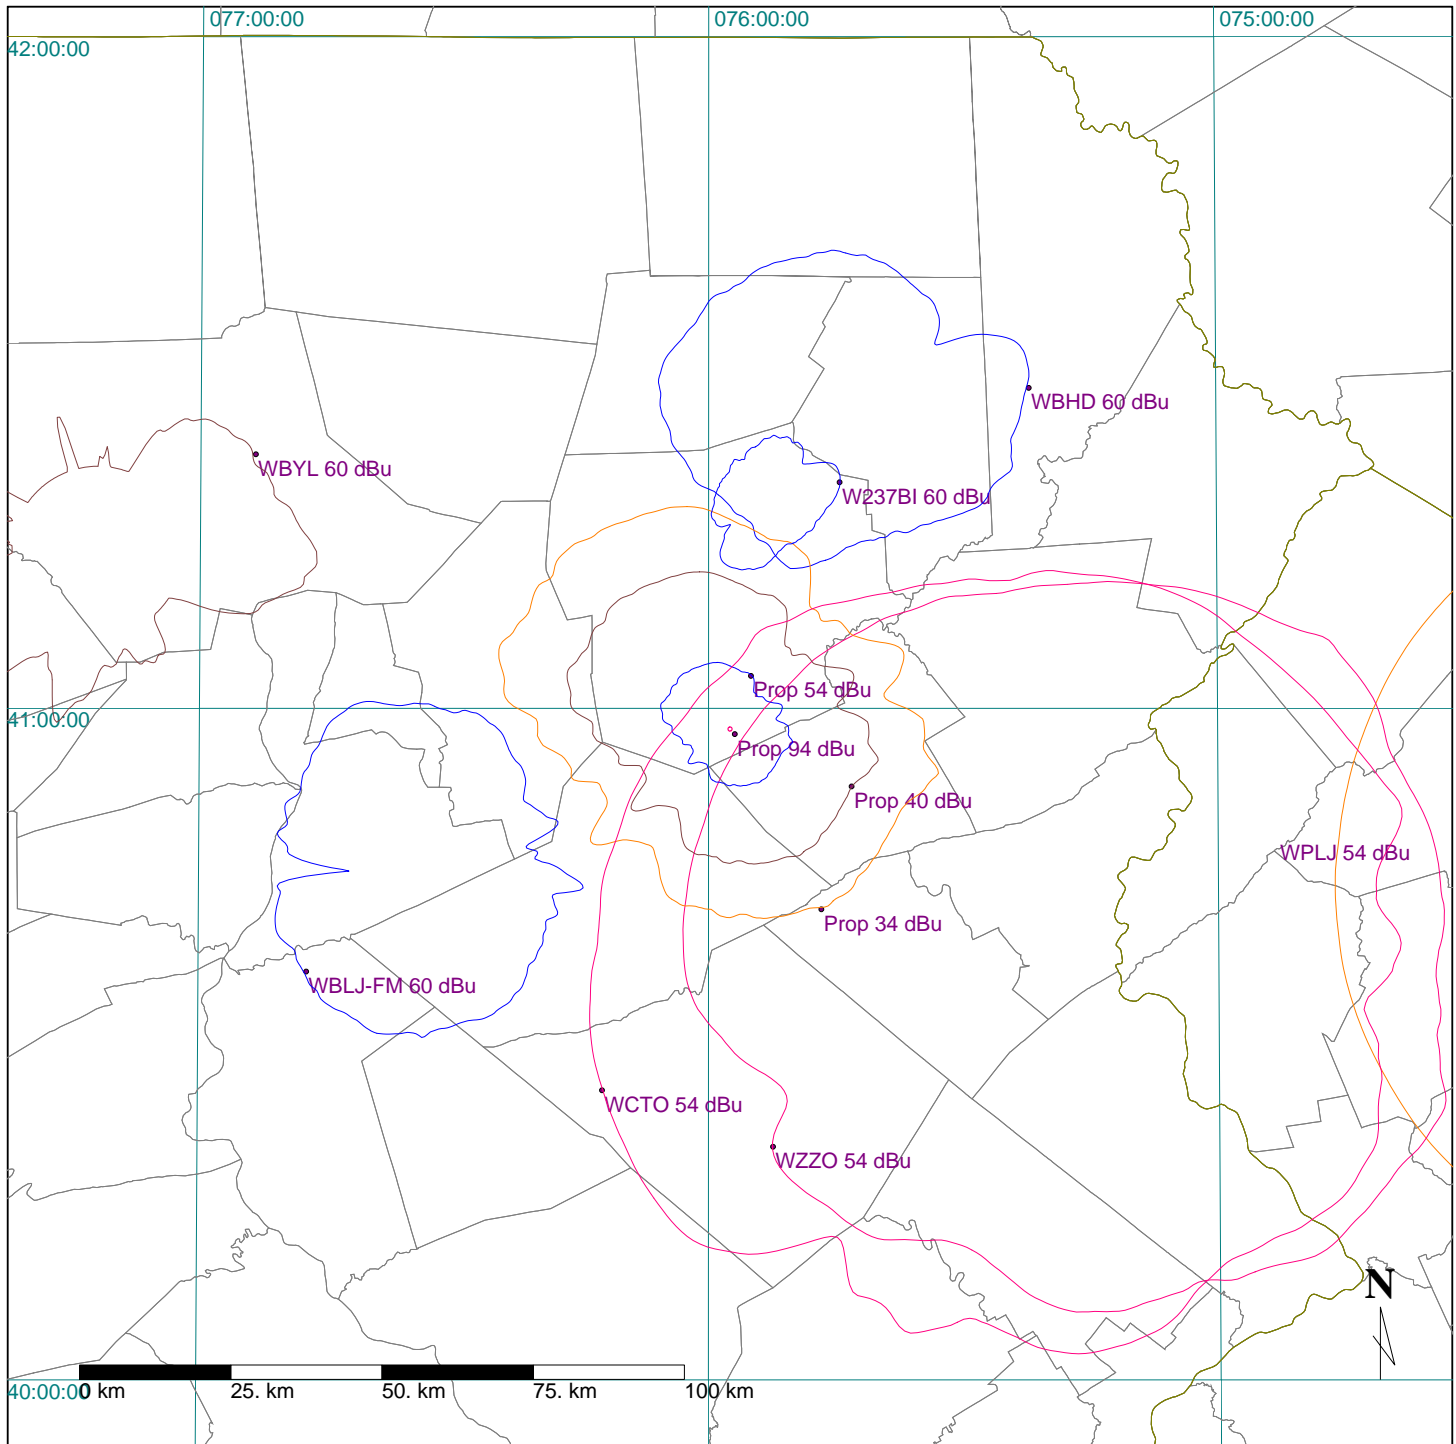 077:00:00
076:00:00
075:00:00
42:00:00
WBHD 60 dBu
WBYL 60 dBu
W237BI 60 dBu
Prop 54 dBu
41:00:00
Prop 94 dBu
Prop 40 dBu
WPLJ 54 dBu
Prop 34 dBu
WBLJ-FM 60 dBu
WCTO 54 dBu
WZZO 54 dBu
N
40:00:00
0 km
25. km
50. km
75. km
100 km